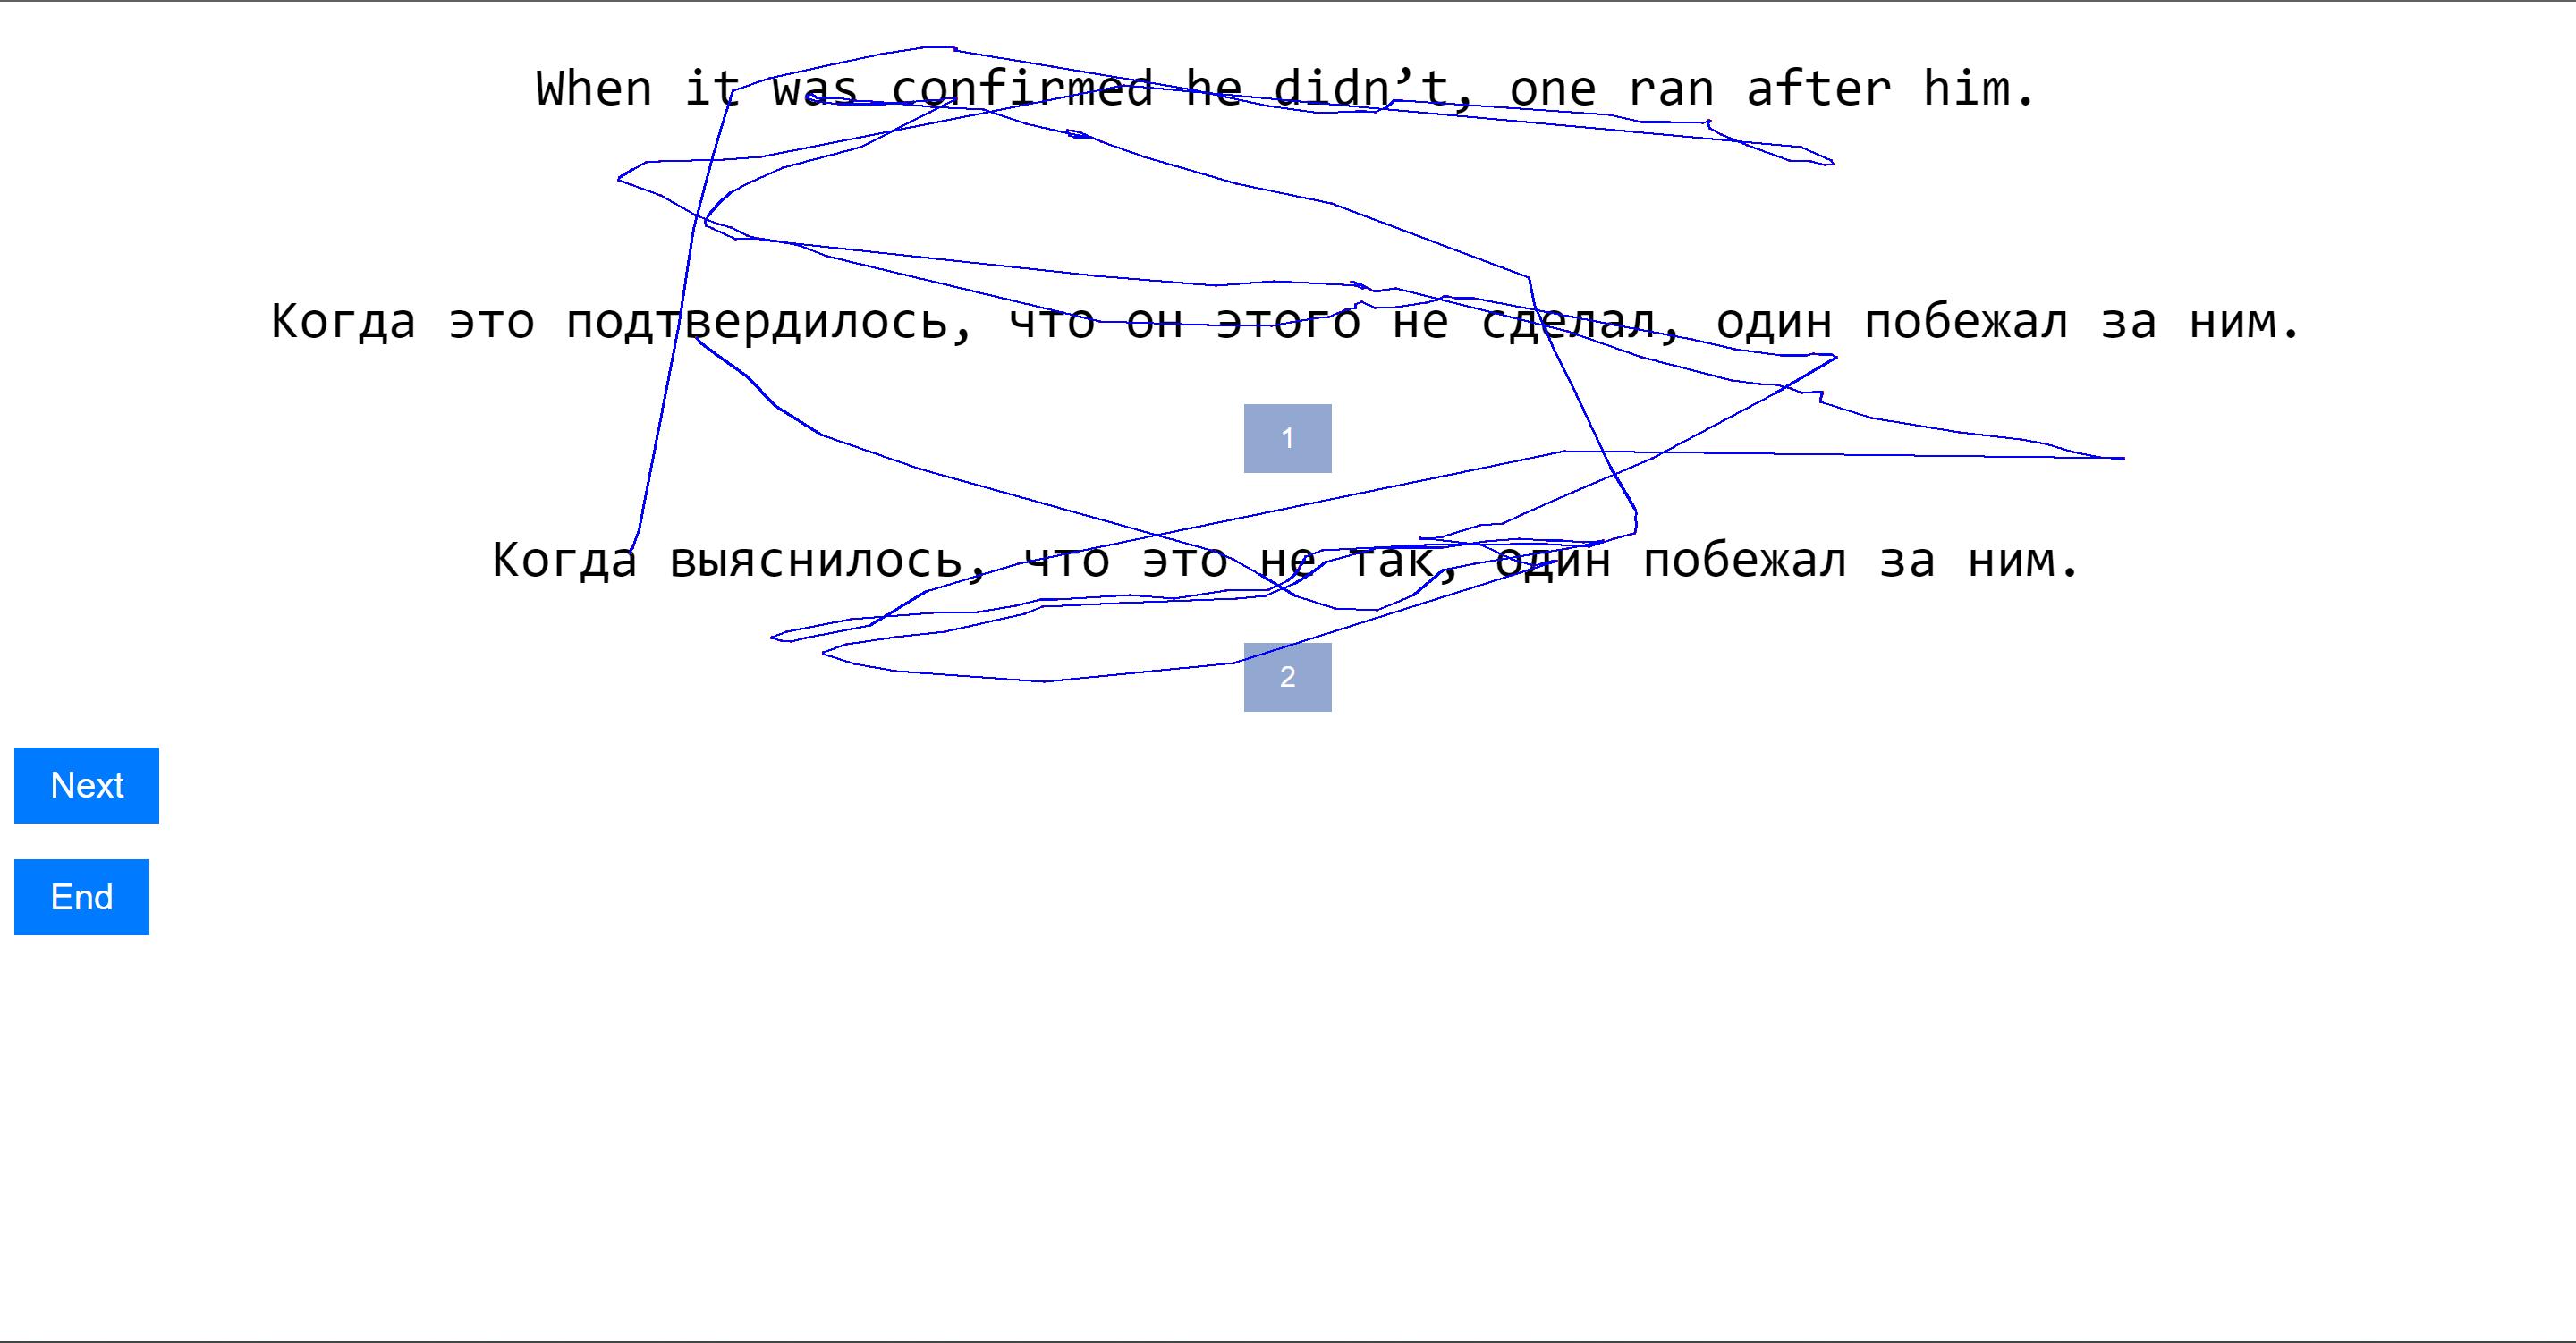 When it was confirmed he didn’t, one ran after him.
Когда это подтвердилось, что он этого не сделал, один побежал за ним.
1
Когда выяснилось, что это не так, один побежал за ним.
2
Next
End